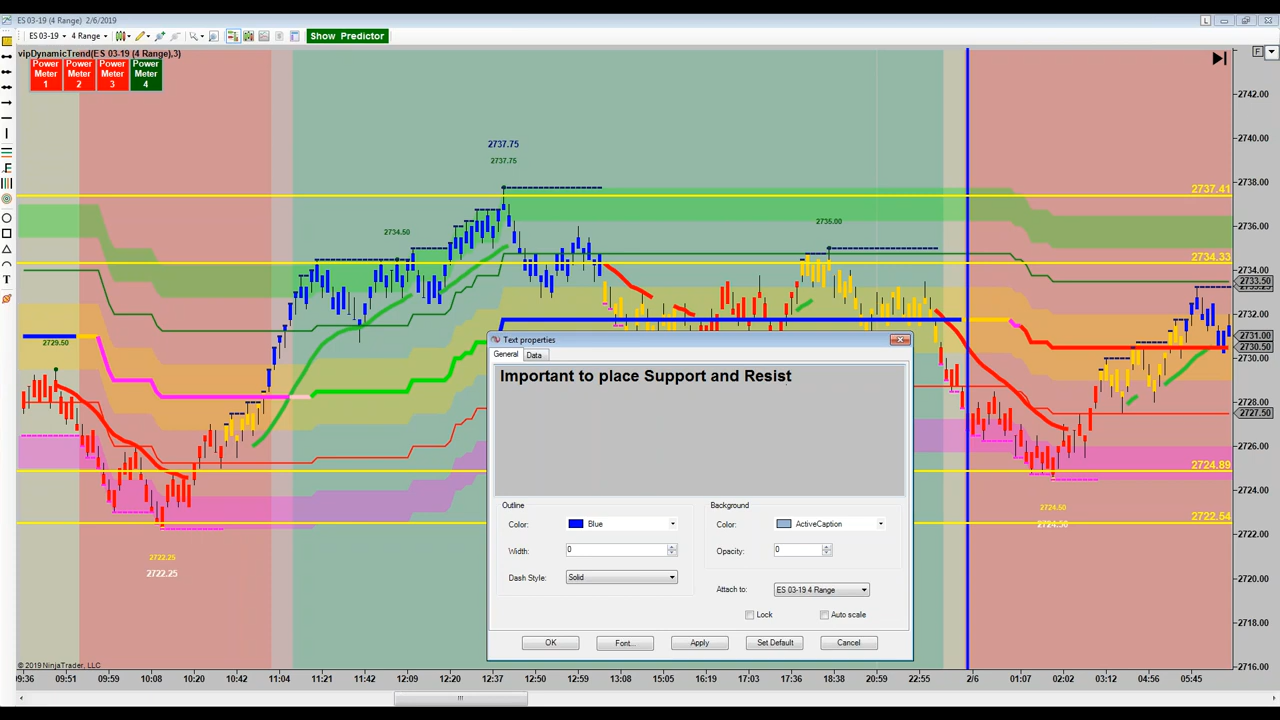 ES 03-19 (4 Range) 2/6/2019
L
ES 03-19 4 Range Show Predictor
vipDynamicTrend(ES 03-19 (4 Range),3)
F
Power Meter 1
Power Meter 2
Power Meter 3
Power Meter 4
2742.00
2740.00
2737.75
2737.75
2738.00
2737.41
2735.00
2734.50
2736.00
2734.33
2734.00
2733.50
2732.00
2731.00
2730.50
2730.00
2729.50
2728.00
2727.50
2726.00
2724.89
2724.00
2724.50
2724.50
2722.54
2722.00
2722.25
2722.25
2720.00
2718.00
2716.00
Text properties
General Data
Important to place Support and Resist
Outline
Color: Blue
Width: 0
Dash Style: Solid
Background
Color: ActiveCaption
Opacity: 0
Attach to: ES 03-19 4 Range
Lock Auto scale
OK Font... Apply Set Default Cancel
© 2019 NinjaTrader, LLC
09:36 09:51 09:59 10:08 10:20 10:42 11:04 11:25 11:42 12:09 12:24 12:37 12:50 12:59 13:08 15:00 16:10 17:36 18:38 20:59 22:55 2/6 01:07 02:02 03:12 04:56 05:45